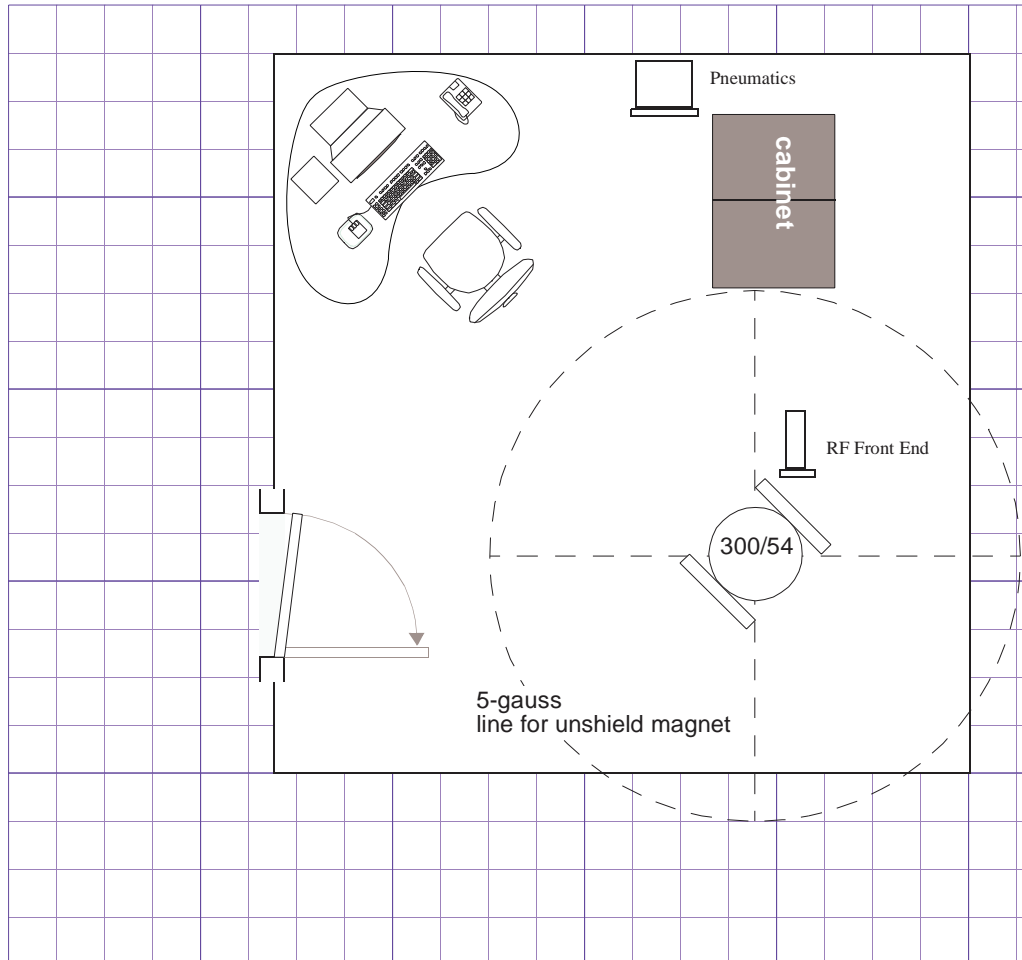 Pneumatics
cabinet
RF Front End
300/54
5-gauss
line for unshield magnet